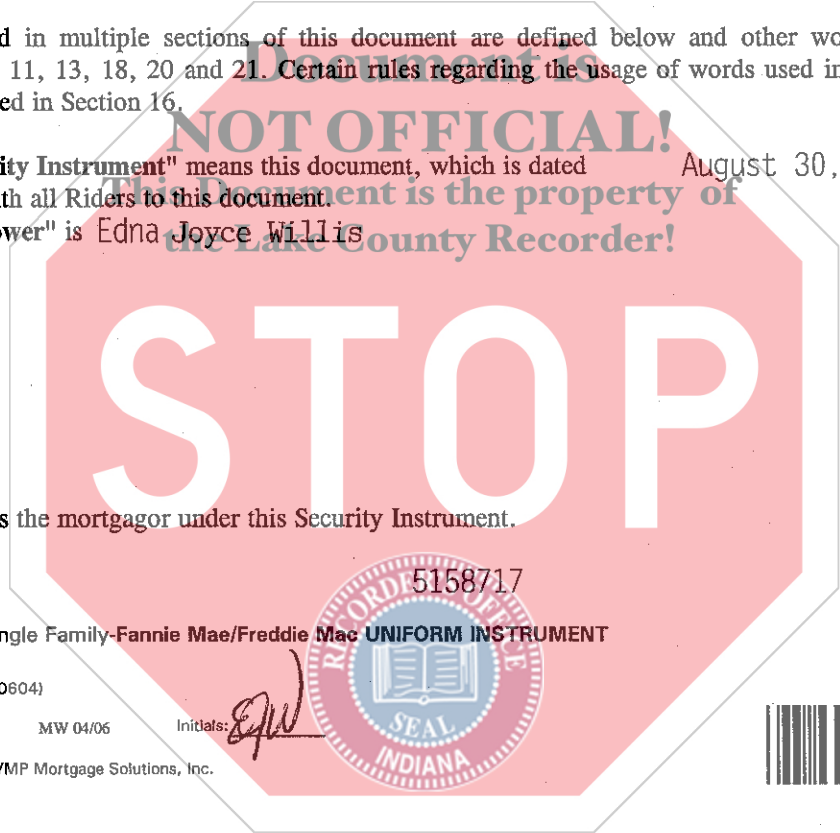 d in multiple sections of this document are defined below and other wo
Document is
11, 13, 18, 20 and 21. Certain rules regarding the usage of words used in
ed in Section 16.
NOT OFFICIAL!
ity Instrument" means this document, which is dated August 30,
This Document is the property of
th all Riders to this document.
wer" is Edna Joyce Willis
the Lake County Recorder!
STOP
s the mortgagor under this Security Instrument.
5158717
RECORDER'S OFFICE
ngle Family-Fannie Mae/Freddie Mac UNIFORM INSTRUMENT
0604)
MW 04/06 Initials: EJW
SEAL
INDIANA
VMP Mortgage Solutions, Inc.